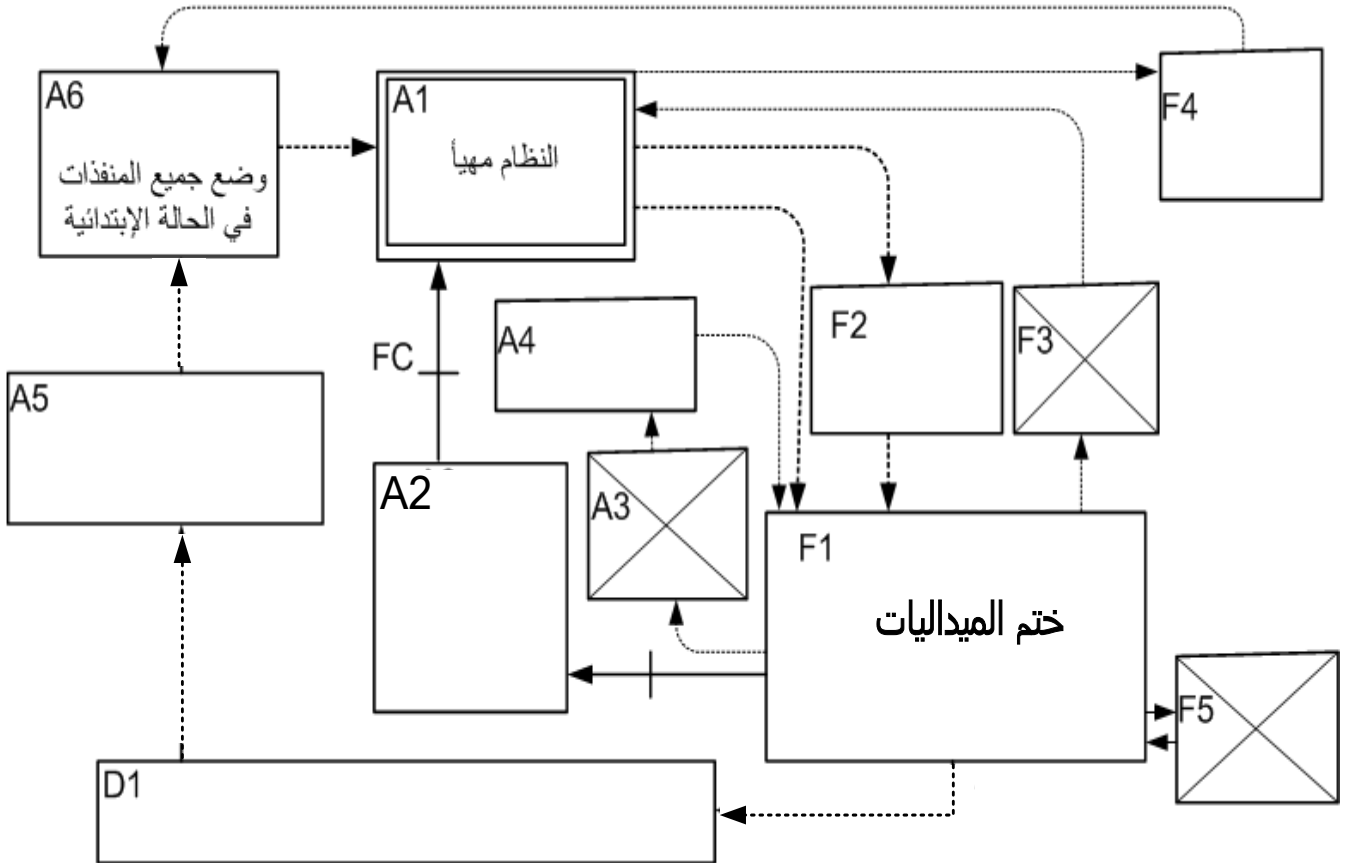 A6
وضع جميع المنفذات
في الحالة الإبتدائية
A1
النظام مهيأ
F4
A4
F2
F3
FC
A5
A2
A3
F1
ختم الميداليات
F5
D1